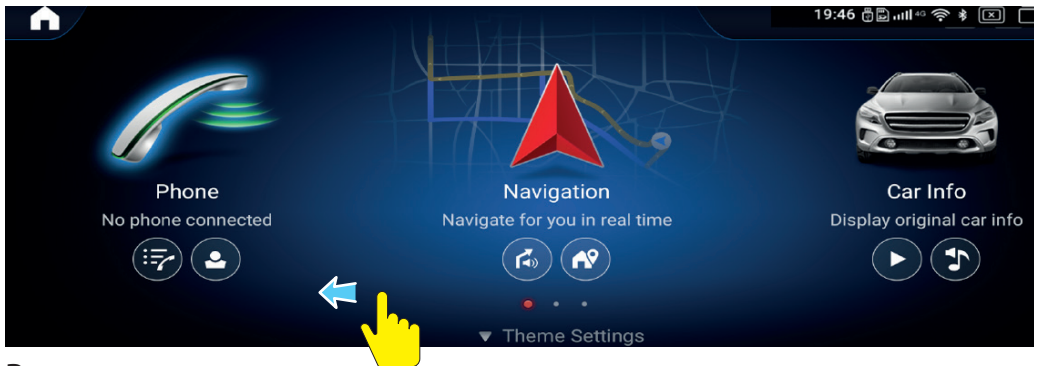 19:46 4G
Phone
No phone connected
Navigation
Navigate for you in real time
Car Info
Display original car info
Theme Settings